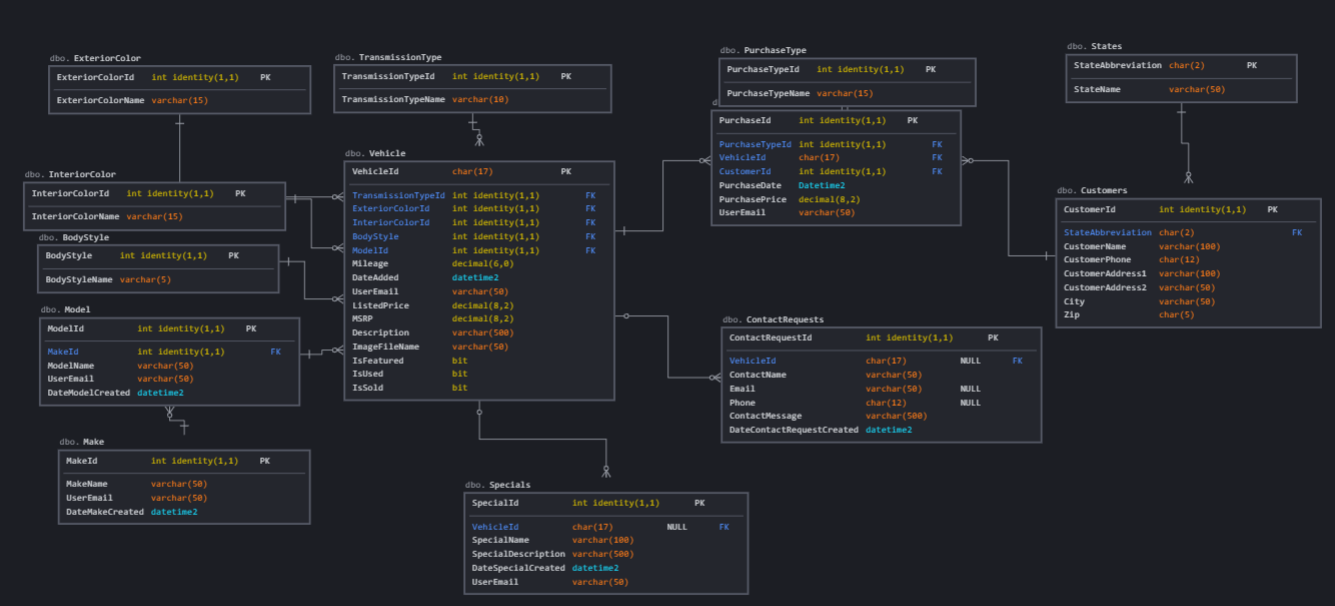 dbo. ExteriorColor
ExteriorColorId int identity(1,1) PK
ExteriorColorName varchar(15)
dbo. TransmissionType
TransmissionTypeId int identity(1,1) PK
TransmissionTypeName varchar(10)
dbo. PurchaseType
PurchaseTypeId int identity(1,1) PK
PurchaseTypeName varchar(15)
dbo. States
StateAbbreviation char(2) PK
StateName varchar(50)
PurchaseId int identity(1,1) PK
PurchaseTypeId int identity(1,1) FK
VehicleId char(17) FK
CustomerId int identity(1,1) FK
PurchaseDate Datetime2
PurchasePrice decimal(8,2)
UserEmail varchar(50)
dbo. InteriorColor
InteriorColorId int identity(1,1) PK
InteriorColorName varchar(15)
dbo. Vehicle
VehicleId char(17) PK
TransmissionTypeId int identity(1,1) FK
ExteriorColorId int identity(1,1) FK
InteriorColorId int identity(1,1) FK
BodyStyle int identity(1,1) FK
ModelId int identity(1,1) FK
Mileage decimal(6,0)
DateAdded datetime2
UserEmail varchar(50)
ListedPrice decimal(8,2)
MSRP decimal(8,2)
Description varchar(500)
ImageFileName varchar(50)
IsFeatured bit
IsUsed bit
IsSold bit
dbo. Customers
CustomerId int identity(1,1) PK
StateAbbreviation char(2) FK
CustomerName varchar(100)
CustomerPhone char(12)
CustomerAddress1 varchar(100)
CustomerAddress2 varchar(50)
City varchar(50)
Zip char(5)
dbo. BodyStyle
BodyStyle int identity(1,1) PK
BodyStyleName varchar(5)
dbo. Model
ModelId int identity(1,1) PK
MakeId int identity(1,1) FK
ModelName varchar(50)
UserEmail varchar(50)
DateModelCreated datetime2
dbo. ContactRequests
ContactRequestId int identity(1,1) PK
VehicleId char(17) NULL FK
ContactName varchar(50)
Email varchar(50) NULL
Phone char(12) NULL
ContactMessage varchar(500)
DateContactRequestCreated datetime2
dbo. Make
MakeId int identity(1,1) PK
MakeName varchar(50)
UserEmail varchar(50)
DateMakeCreated datetime2
dbo. Specials
SpecialId int identity(1,1) PK
VehicleId char(17) NULL FK
SpecialName varchar(100)
SpecialDescription varchar(500)
DateSpecialCreated datetime2
UserEmail varchar(50)